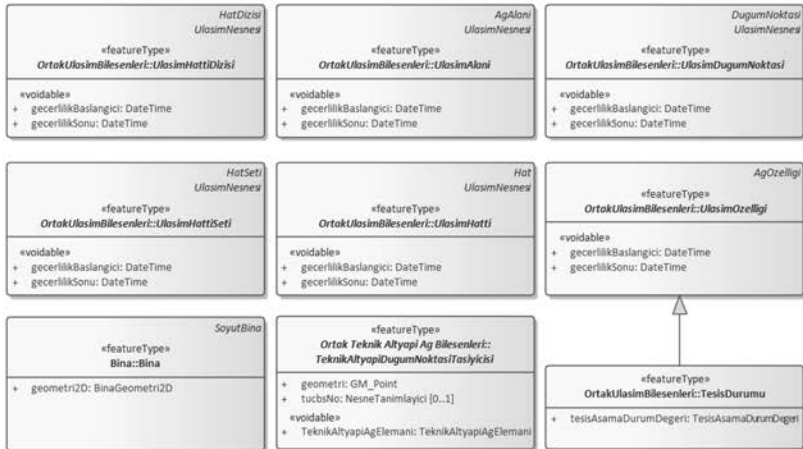 HatDizisi
UlasimNesnesi
«featureType»
OrtakUlasimBilesenleri::UlasimHattiDizisi
«voidable»
+ gecerlilikBaslangici: DateTime
+ gecerlilikSonu: DateTime
AgAlani
UlasimNesnesi
«featureType»
OrtakUlasimBilesenleri::UlasimAlani
«voidable»
+ gecerlilikBaslangici: DateTime
+ gecerlilikSonu: DateTime
DugumNoktasi
UlasimNesnesi
«featureType»
OrtakUlasimBilesenleri::UlasimDugumNoktasi
«voidable»
+ gecerlilikBaslangici: DateTime
+ gecerlilikSonu: DateTime
HatSeti
UlasimNesnesi
«featureType»
OrtakUlasimBilesenleri::UlasimHattiSeti
«voidable»
+ gecerlilikBaslangici: DateTime
+ gecerlilikSonu: DateTime
Hat
UlasimNesnesi
«featureType»
OrtakUlasimBilesenleri::UlasimHatti
«voidable»
+ gecerlilikBaslangici: DateTime
+ gecerlilikSonu: DateTime
AgOzelligi
«featureType»
OrtakUlasimBilesenleri::UlasimOzelligi
«voidable»
+ gecerlilikBaslangici: DateTime
+ gecerlilikSonu: DateTime
SoyutBina
«featureType»
Bina::Bina
+ geometri2D: BinaGeometri2D
«featureType»
Ortak Teknik Altyapi Ag Bilesenleri::
TeknikAltyapiDugumNoktasiTasiyicisi
+ geometri: GM_Point
+ tucbsNo: NesneTanimlayici [0..1]
«voidable»
+ TeknikAltyapiAgElemani: TeknikAltyapiAgElemani
«featureType»
OrtakUlasimBilesenleri::TesisDurumu
+ tesisAsamaDurumDegeri: TesisAsamaDurumDegeri